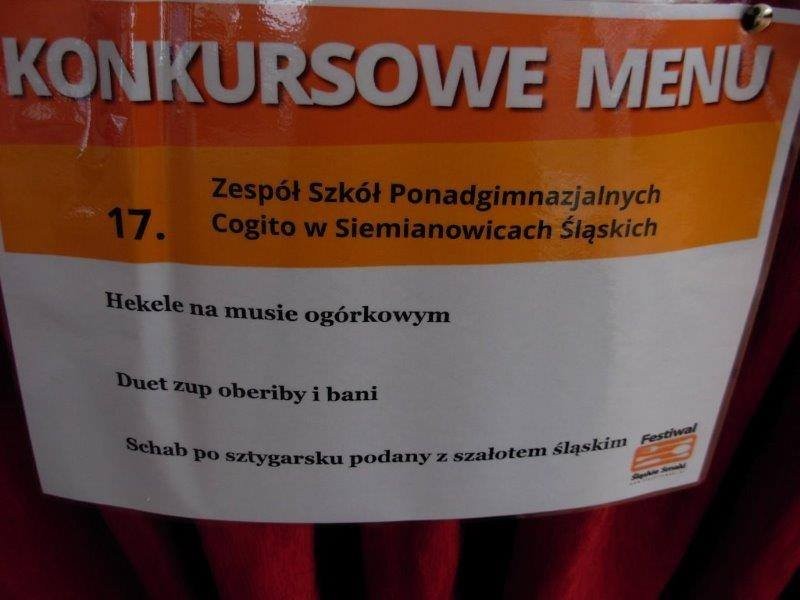 KONKURSOWE MENU
17.
Zespół Szkół Ponadgimnazjalnych
Cogito w Siemianowicach Śląskich
Hekele na musie ogórkowym
Duet zup oberiby i bani
Schab po sztygarsku podany z szałotem śląskim
Festiwal
Śląskie Smaki